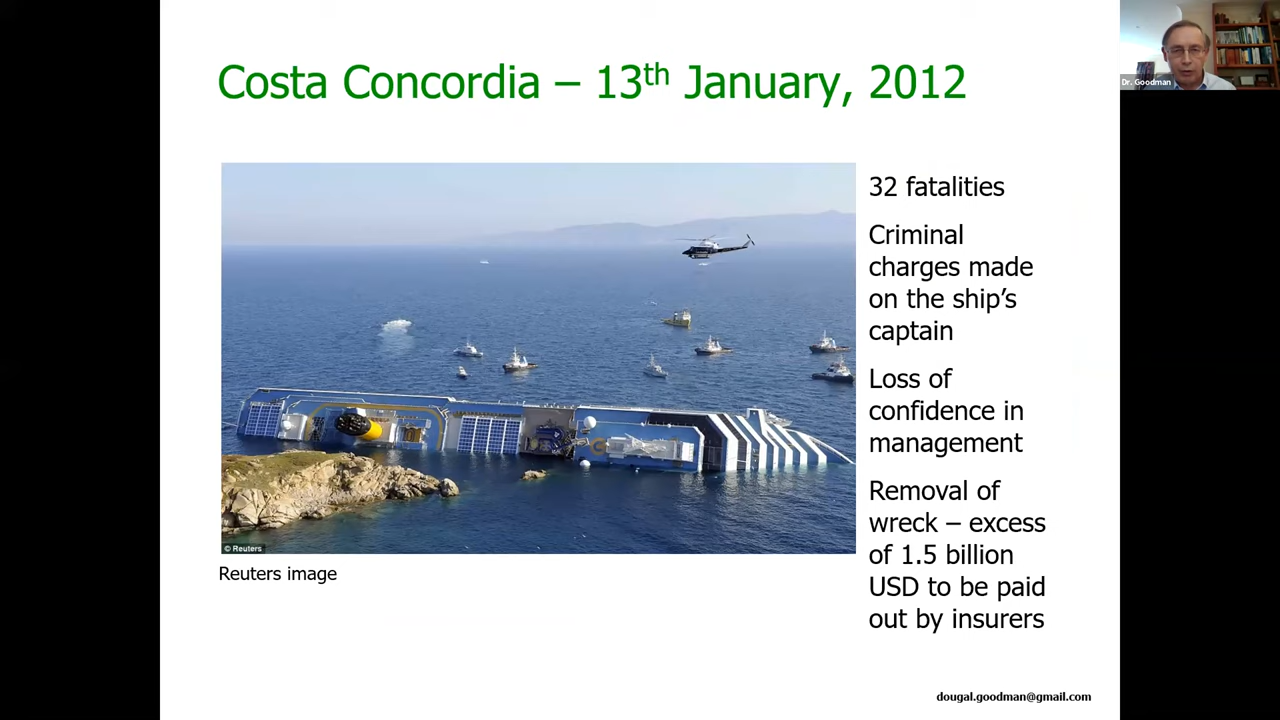 Costa Concordia – 13th January, 2012
Dr. Goodman
32 fatalities
Criminal
charges made
on the ship’s
captain
Loss of
confidence in
management
Removal of
wreck – excess
of 1.5 billion
USD to be paid
out by insurers
© Reuters
Reuters image
dougal.goodman@gmail.com